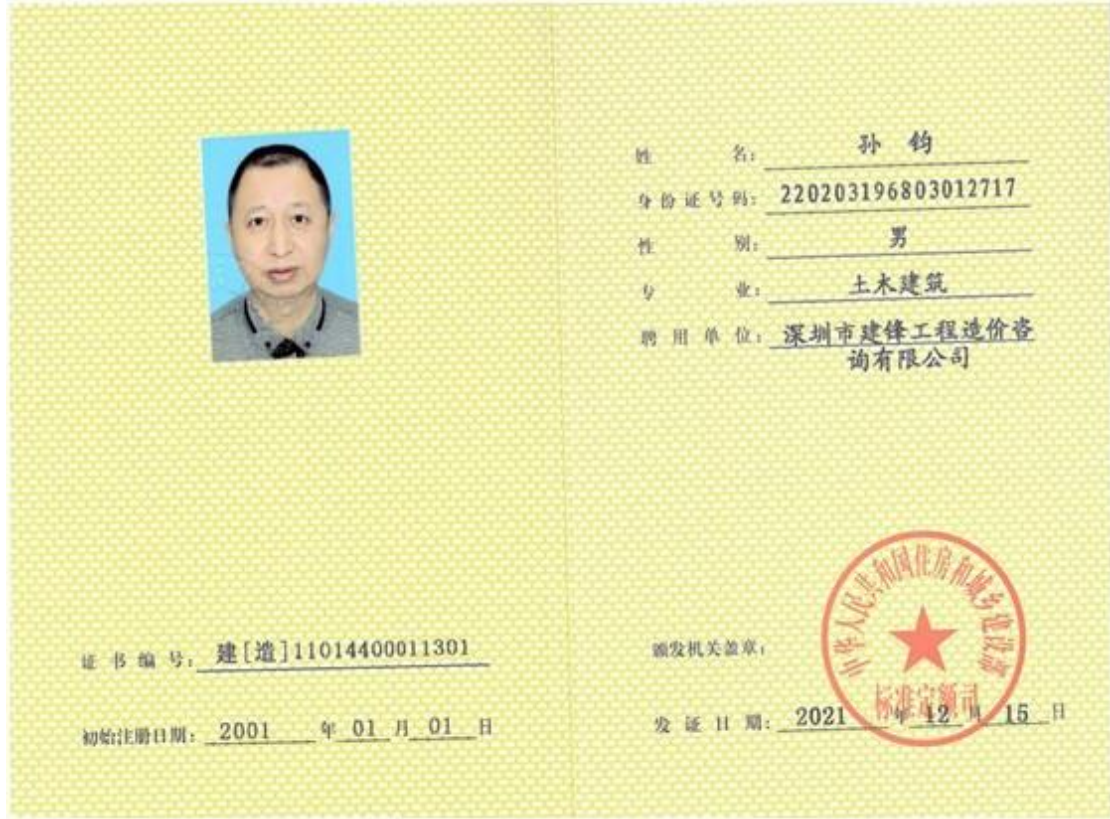 姓 名: 孙 钧
身份证号码: 220203196803012717
性 别: 男
专 业: 土木建筑
聘用单位: 深圳市建锋工程造价咨
询有限公司
证书编号: 建[造]11014400011301
初始注册日期: 2001 年 01 月 01 日
颁发机关盖章:
中华人民共和国住房和城乡建设部
标准定额司
发证日期: 2021 年 12 月 15 日